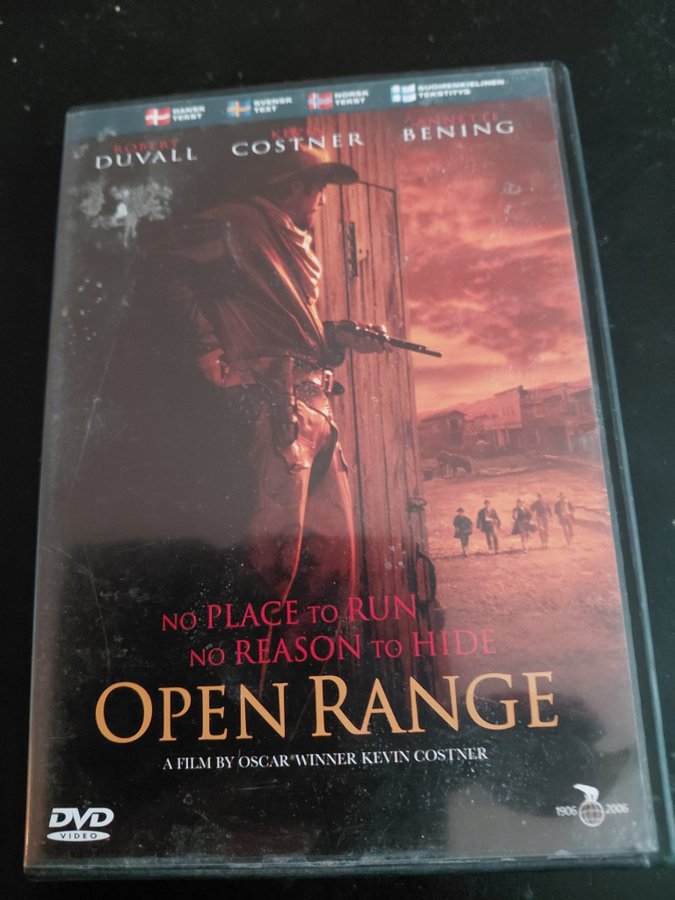 DANSK TEKST
SVENSK TEXT
NORSK TEKST
SUOMENKIELINEN TEKSTITYS
ROBERT DUVALL
KEVIN COSTNER
ANNETTE BENING
NO PLACE TO RUN
NO REASON TO HIDE
OPEN RANGE
A FILM BY OSCAR WINNER KEVIN COSTNER
DVD
VIDEO
1906 2006